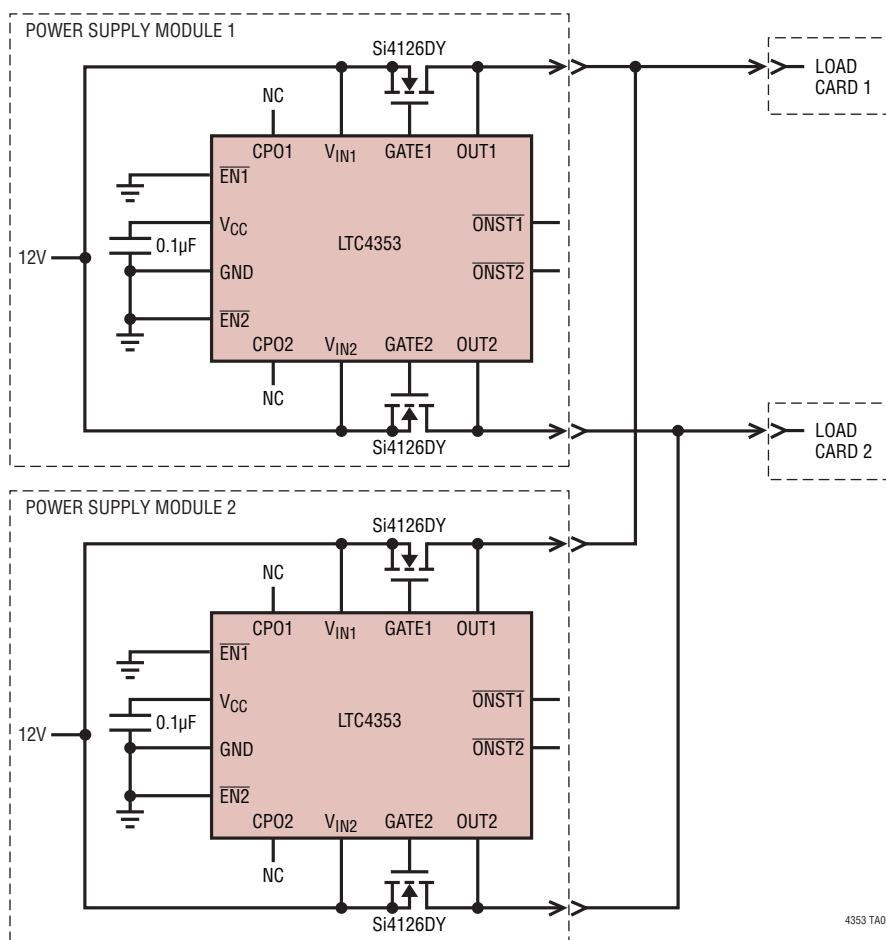 POWER SUPPLY MODULE 1
Si4126DY
LOAD
CARD 1
NC
CPO1 VIN1 GATE1 OUT1
EN1
VCC
ONST1
0.1µF
LTC4353
12V
GND
ONST2
EN2
CPO2 VIN2 GATE2 OUT2
NC
Si4126DY
LOAD
CARD 2
POWER SUPPLY MODULE 2
Si4126DY
NC
CPO1 VIN1 GATE1 OUT1
EN1
VCC
ONST1
0.1µF
LTC4353
12V
GND
ONST2
EN2
CPO2 VIN2 GATE2 OUT2
NC
Si4126DY
4353 TA0